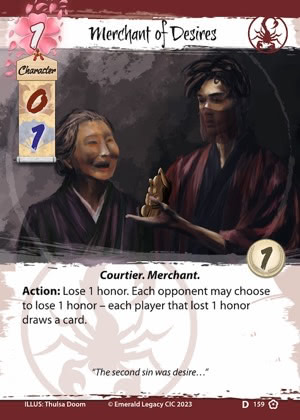 1
Merchant of Desires
Character
0
1
1
Courtier. Merchant.
Action: Lose 1 honor. Each opponent may choose
to lose 1 honor – each player that lost 1 honor
draws a card.
"The second sin was desire…"
ILLUS: Thulsa Doom © Emerald Legacy CIC 2023 D 159